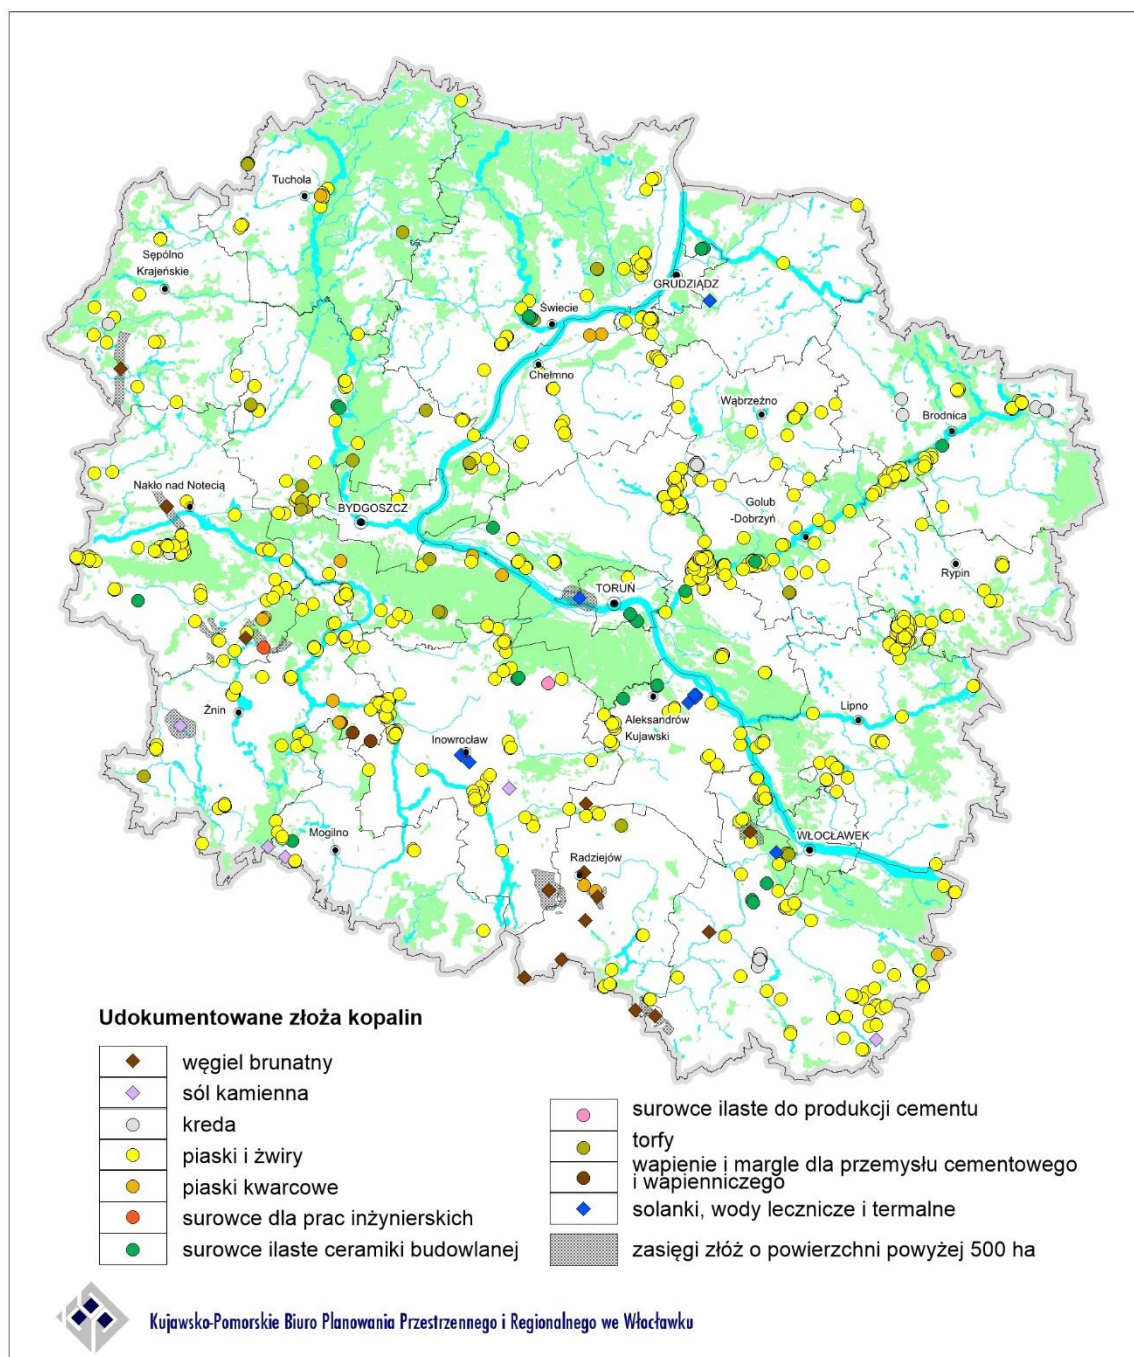 Tuchola
Sępólno
Krajeńskie
GRUDZIĄDZ
Świecie
Chełmno
Wąbrzeźno
Brodnica
Nakło nad Notecią
BYDGOSZCZ
Golub
-Dobrzyń
Rypin
TORUŃ
Żnin
Aleksandrów
Kujawski
Lipno
Inowrocław
Mogilno
WŁOCŁAWEK
Radziejów
Udokumentowane złoża kopalin
węgiel brunatny
sól kamienna
kreda
piaski i żwiry
piaski kwarcowe
surowce dla prac inżynierskich
surowce ilaste ceramiki budowlanej
surowce ilaste do produkcji cementu
torfy
wapienie i margle dla przemysłu cementowego
i wapienniczego
solanki, wody lecznicze i termalne
zasięgi złóż o powierzchni powyżej 500 ha
Kujawsko-Pomorskie Biuro Planowania Przestrzennego i Regionalnego we Włocławku